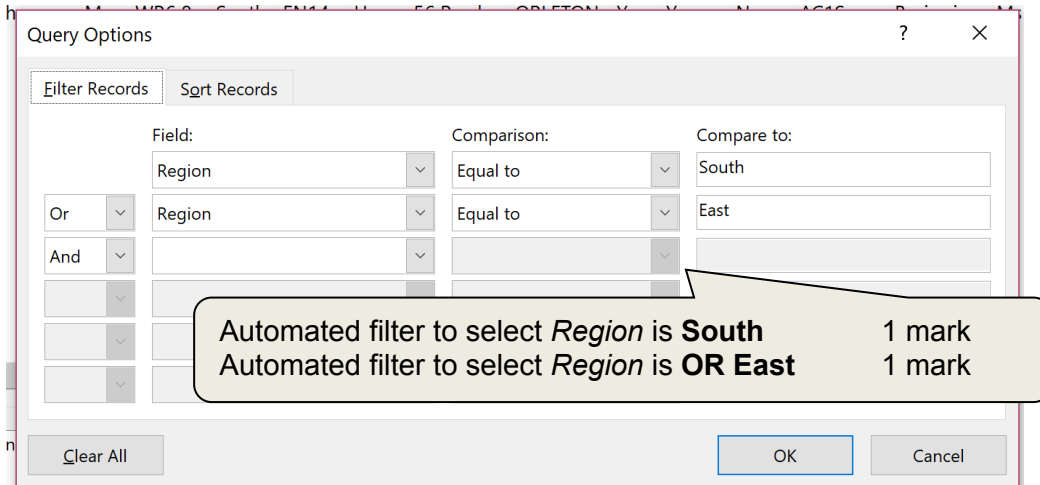 Query Options ? ×
Filter Records Sort Records
Field: Comparison: Compare to:
Region Equal to South
Or Region Equal to East
And
Automated filter to select Region is South 1 mark
Automated filter to select Region is OR East 1 mark
Clear All OK Cancel